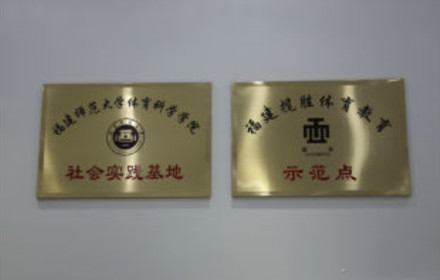 福建师范大学体育科学学院
社会实践基地
福建揽胜体育教育
示范点